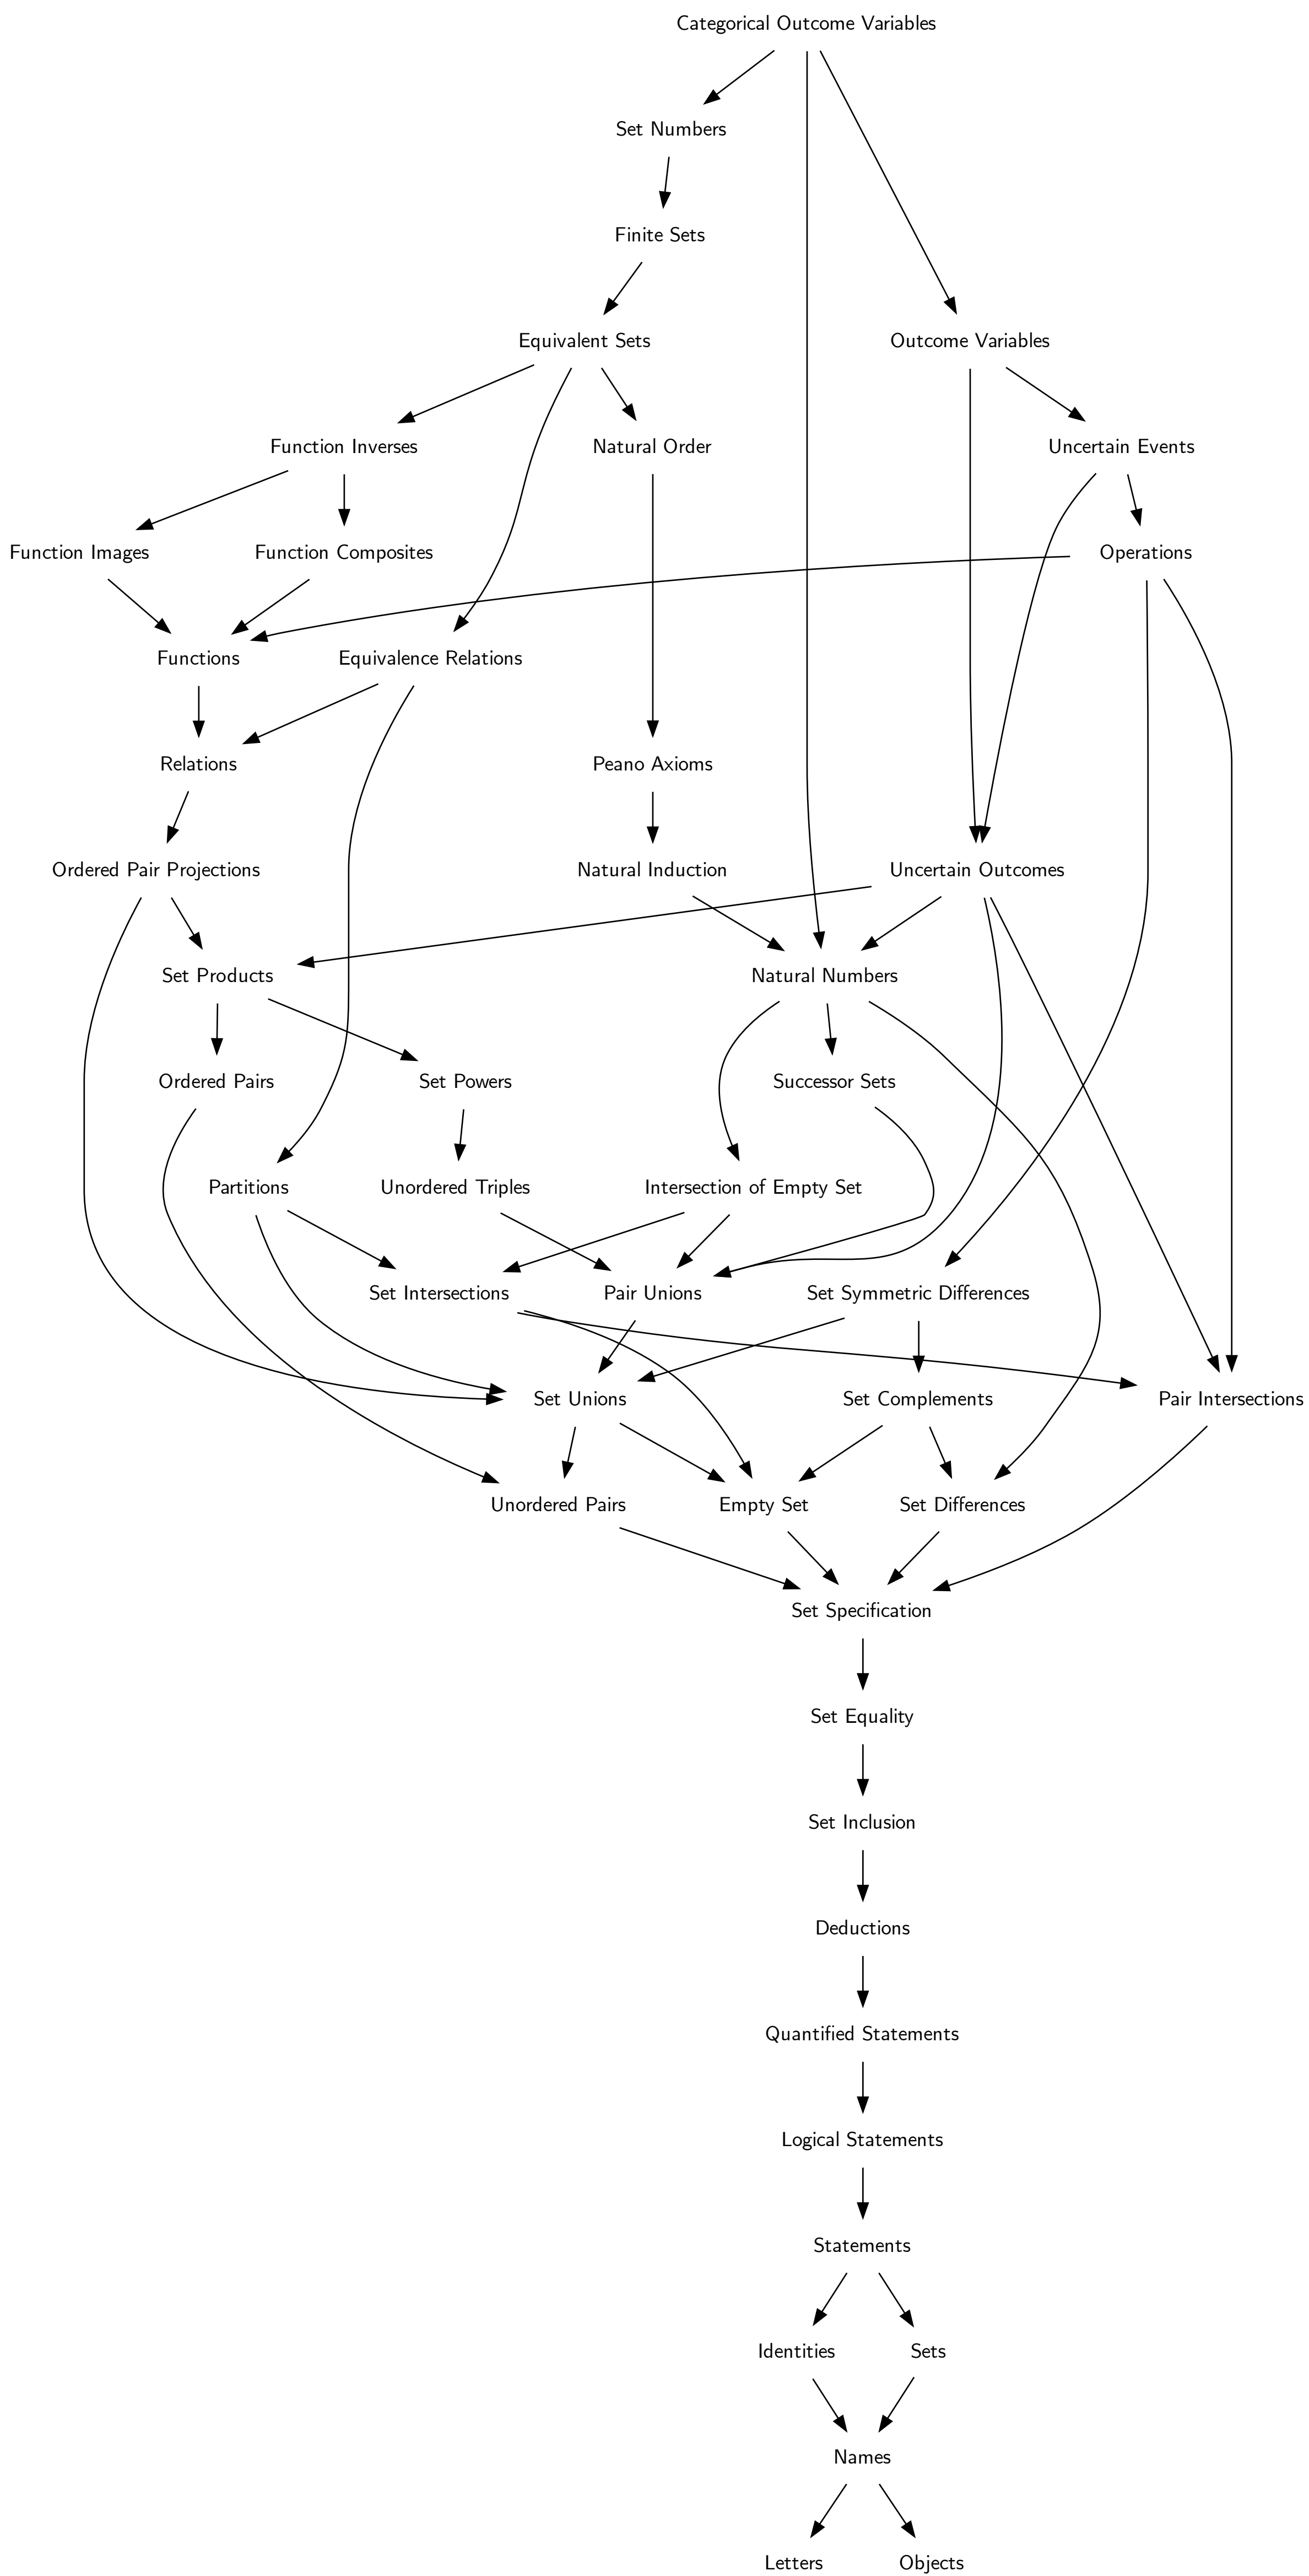 Categorical Outcome Variables
Set Numbers
Finite Sets
Equivalent Sets
Outcome Variables
Function Inverses
Natural Order
Uncertain Events
Function Images
Function Composites
Operations
Functions
Equivalence Relations
Relations
Peano Axioms
Ordered Pair Projections
Natural Induction
Uncertain Outcomes
Set Products
Natural Numbers
Ordered Pairs
Set Powers
Successor Sets
Partitions
Unordered Triples
Intersection of Empty Set
Set Intersections
Pair Unions
Set Symmetric Differences
Set Unions
Set Complements
Pair Intersections
Unordered Pairs
Empty Set
Set Differences
Set Specification
Set Equality
Set Inclusion
Deductions
Quantified Statements
Logical Statements
Statements
Identities
Sets
Names
Letters
Objects